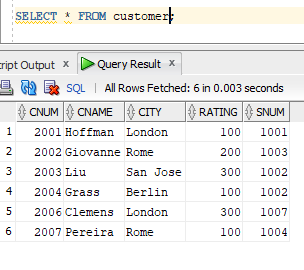 SELECT * FROM customer;
Script Output × Query Result ×
SQL | All Rows Fetched: 6 in 0.003 seconds
CNUM CNAME CITY RATING SNUM
1 2001 Hoffman London 100 1001
2 2002 Giovanne Rome 200 1003
3 2003 Liu San Jose 300 1002
4 2004 Grass Berlin 100 1002
5 2006 Clemens London 300 1007
6 2007 Pereira Rome 100 1004